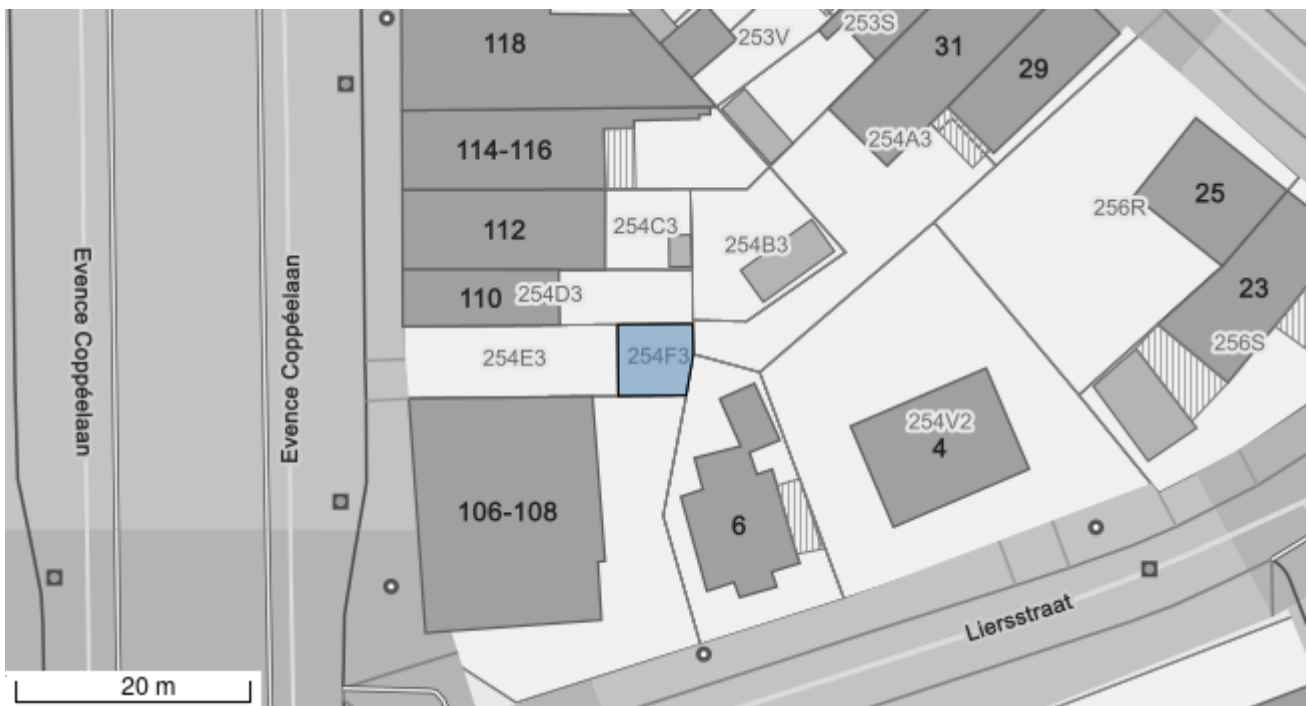 118
253V
253S
31
29
114-116
254A3
112
254C3
254B3
256R
25
Evence Coppéelaan
Evence Coppéelaan
110
254D3
23
254E3
254F3
256S
254V2
4
106-108
6
Liersstraat
20 m